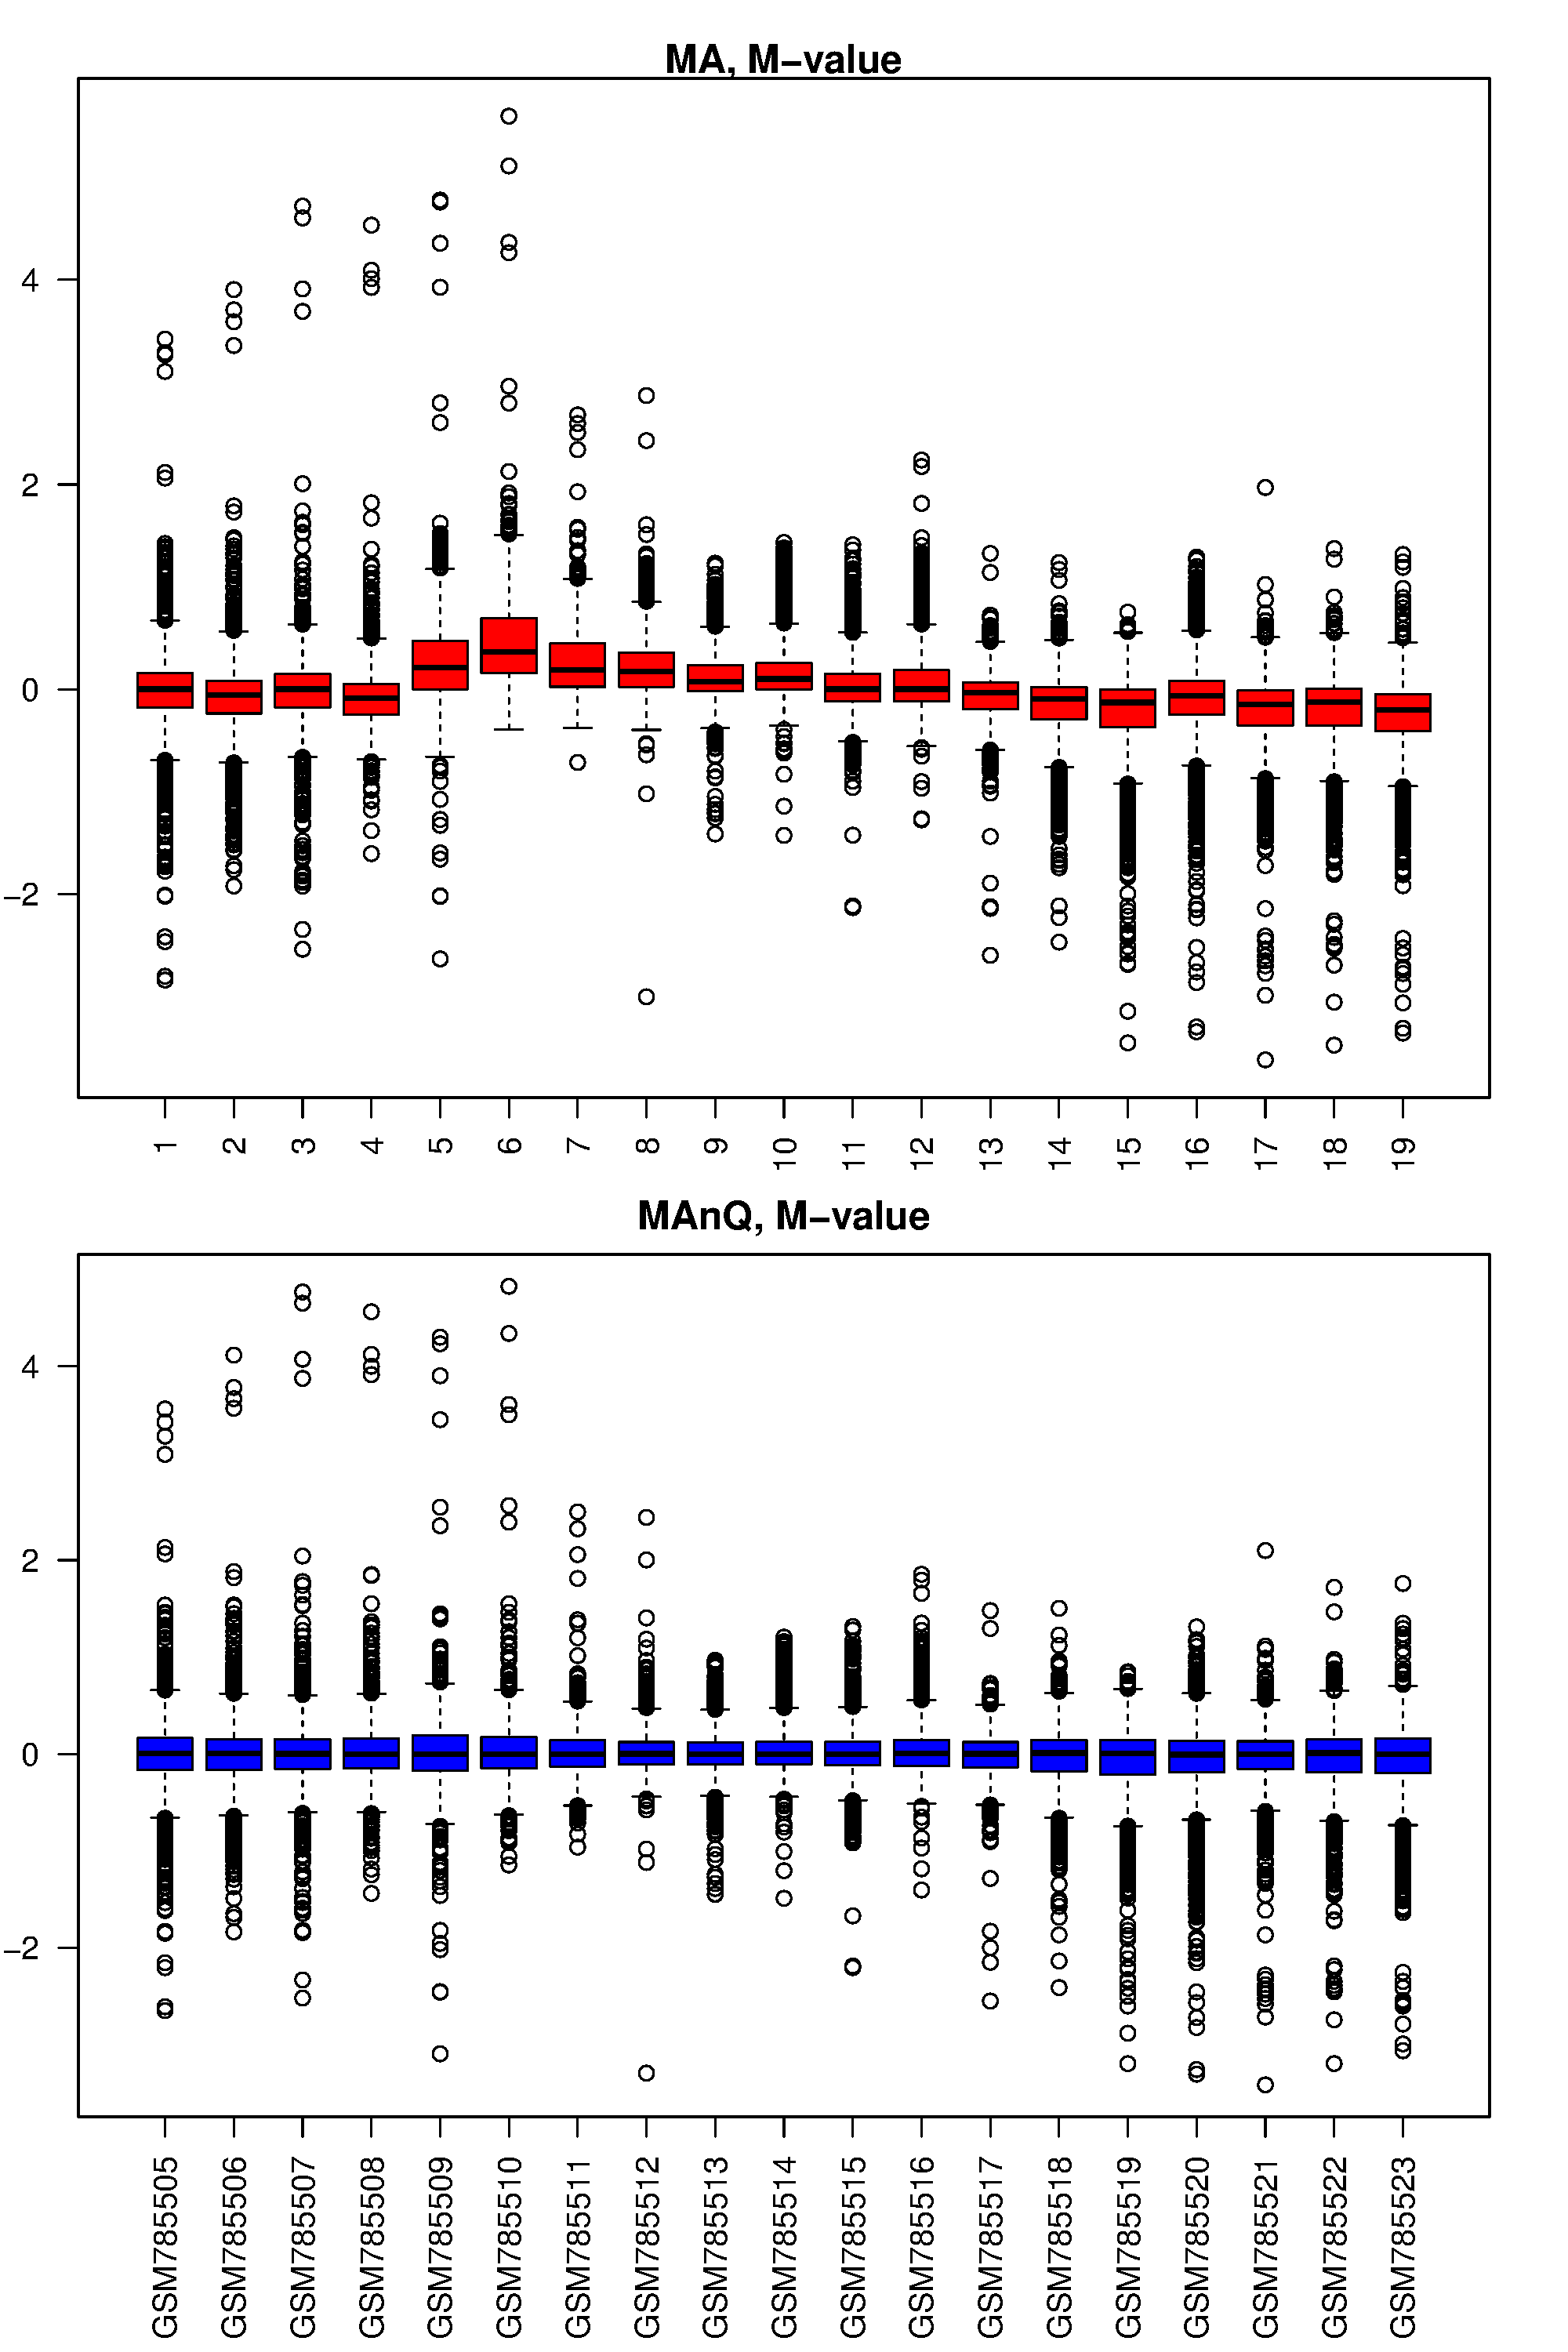 MA, M−value
4
2
0
−2
1 2 3 4 5 6 7 8 9 10 11 12 13 14 15 16 17 18 19
MAnQ, M−value
4
2
0
−2
GSM785505 GSM785506 GSM785507 GSM785508 GSM785509 GSM785510 GSM785511 GSM785512 GSM785513 GSM785514 GSM785515 GSM785516 GSM785517 GSM785518 GSM785519 GSM785520 GSM785521 GSM785522 GSM785523